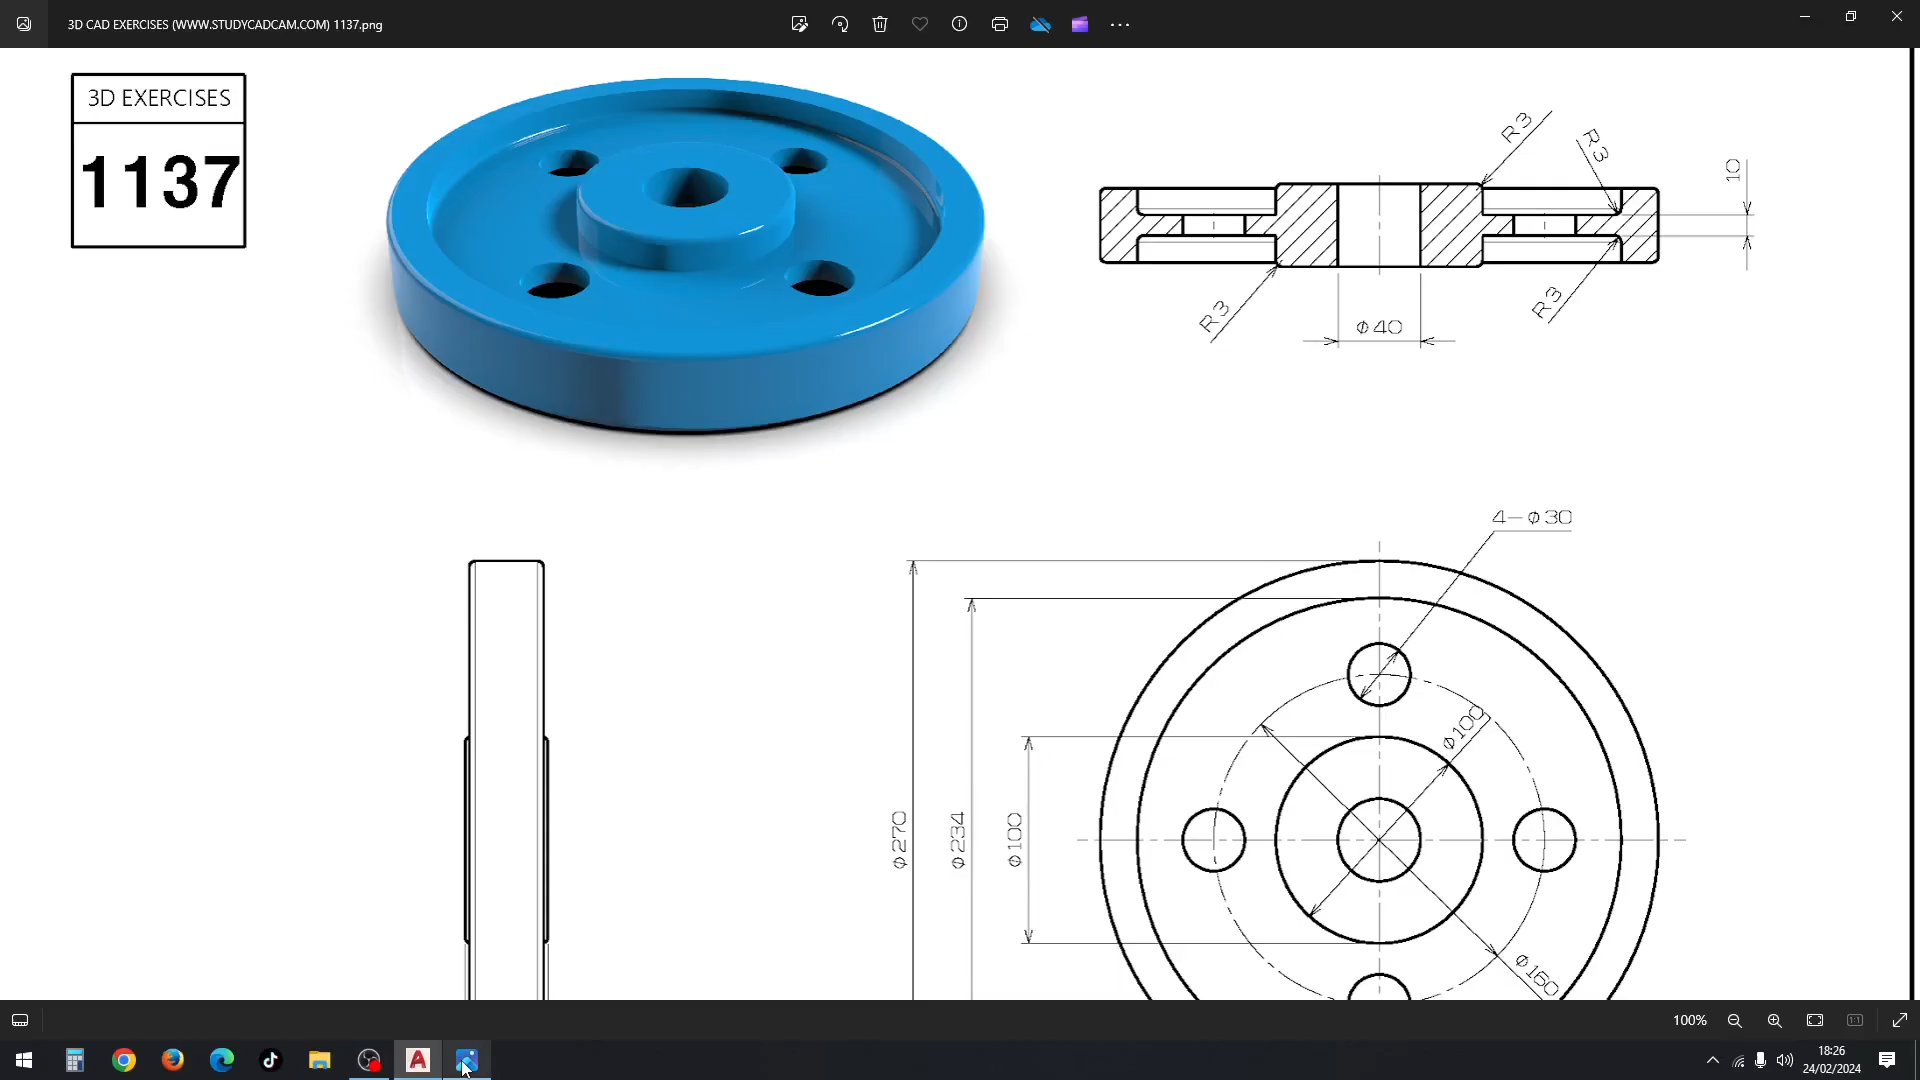 3D CAD EXERCISES (WWW.STUDYCADCAM.COM) 1137.png
3D EXERCISES
1137
R3
R3
10
R3
R3
Φ40
4-Φ30
Φ100
Φ270
Φ234
Φ100
Φ160
100%
18:26
24/02/2024